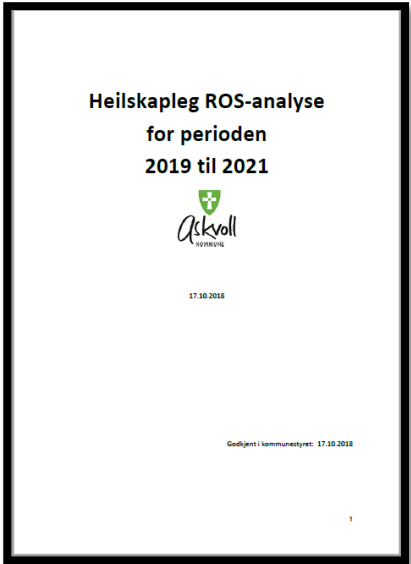 Heilskapleg ROS-analyse
for perioden
2019 til 2021
Askvoll
KOMMUNE
17.10.2018
Godkjent i kommunestyret: 17.10.2018
1